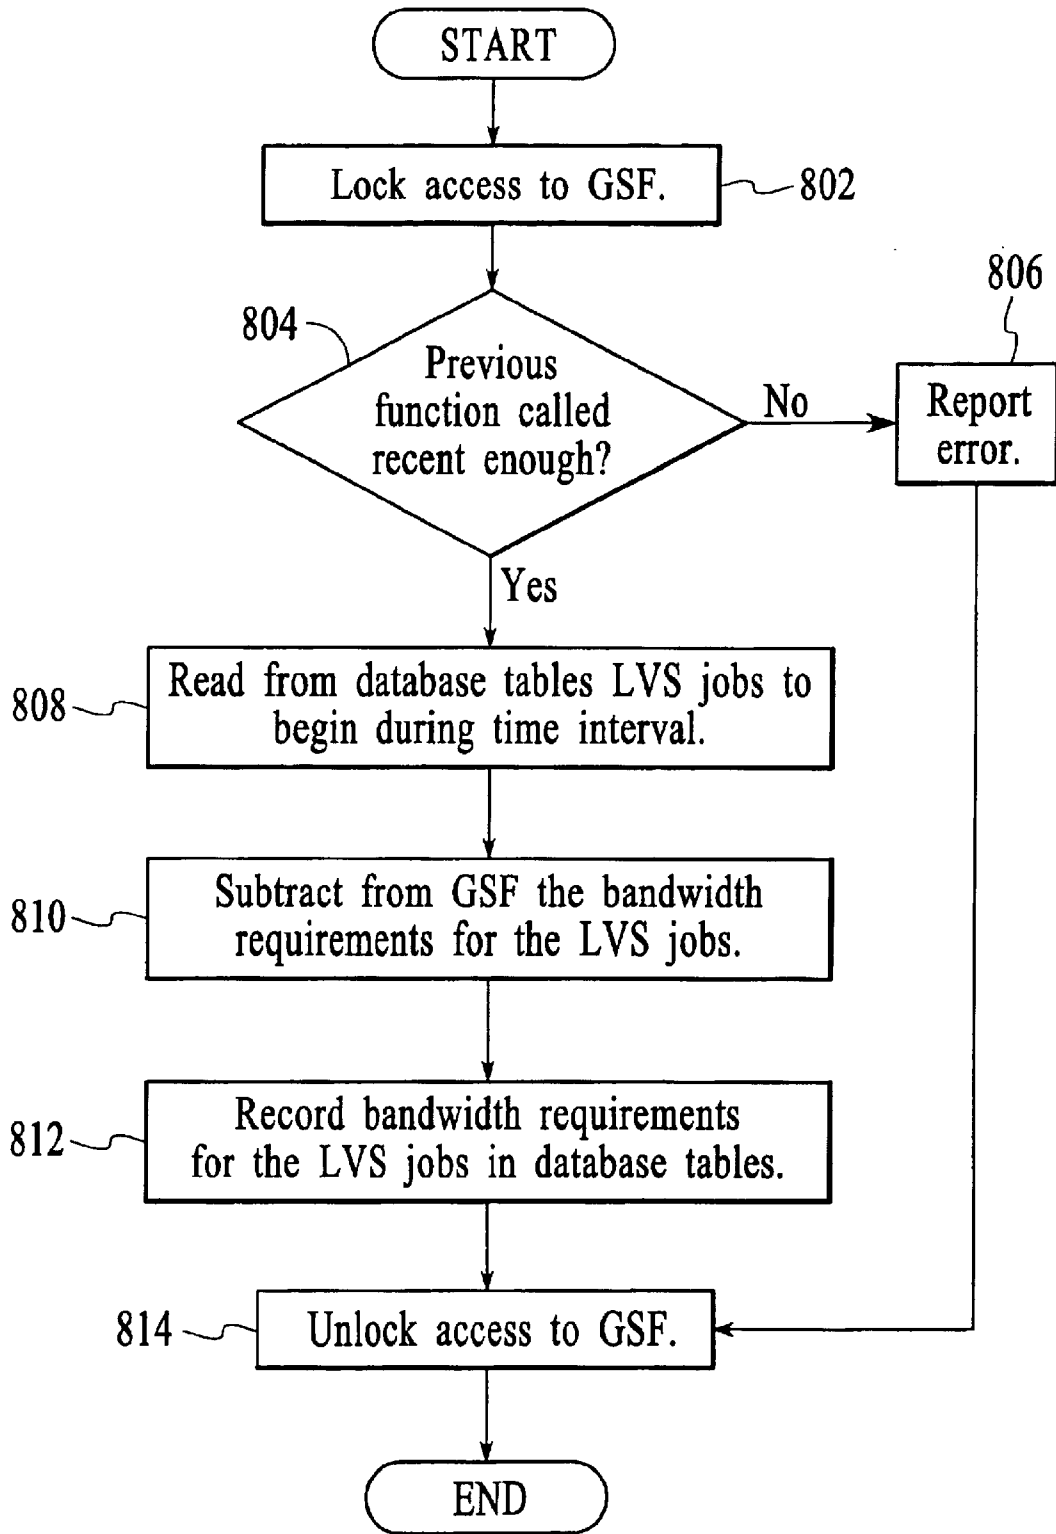 START
Lock access to GSF.
802
806
804
Previous
function called
recent enough?
No
Report
error.
Yes
808
Read from database tables LVS jobs to
begin during time interval.
810
Subtract from GSF the bandwidth
requirements for the LVS jobs.
812
Record bandwidth requirements
for the LVS jobs in database tables.
814
Unlock access to GSF.
END